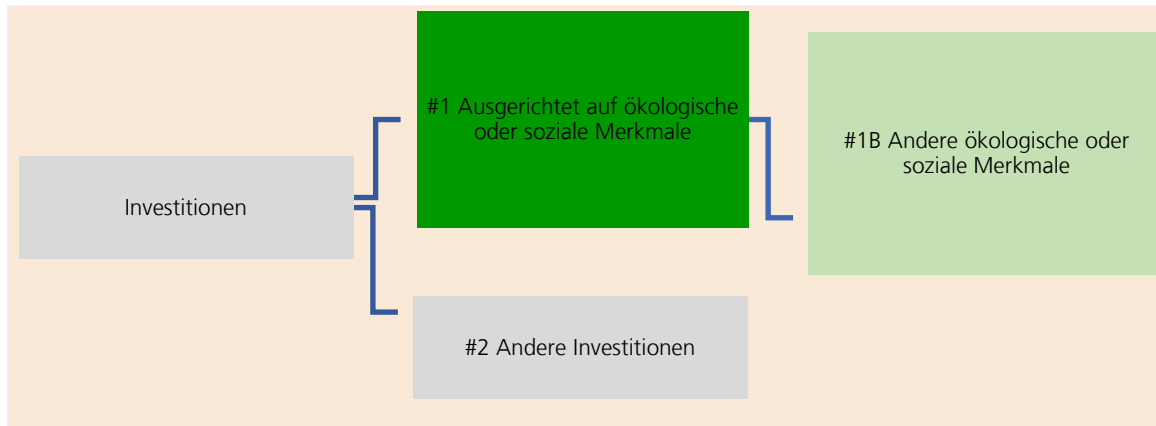 Investitionen
#1 Ausgerichtet auf ökologische
oder soziale Merkmale
#1B Andere ökologische oder
soziale Merkmale
#2 Andere Investitionen